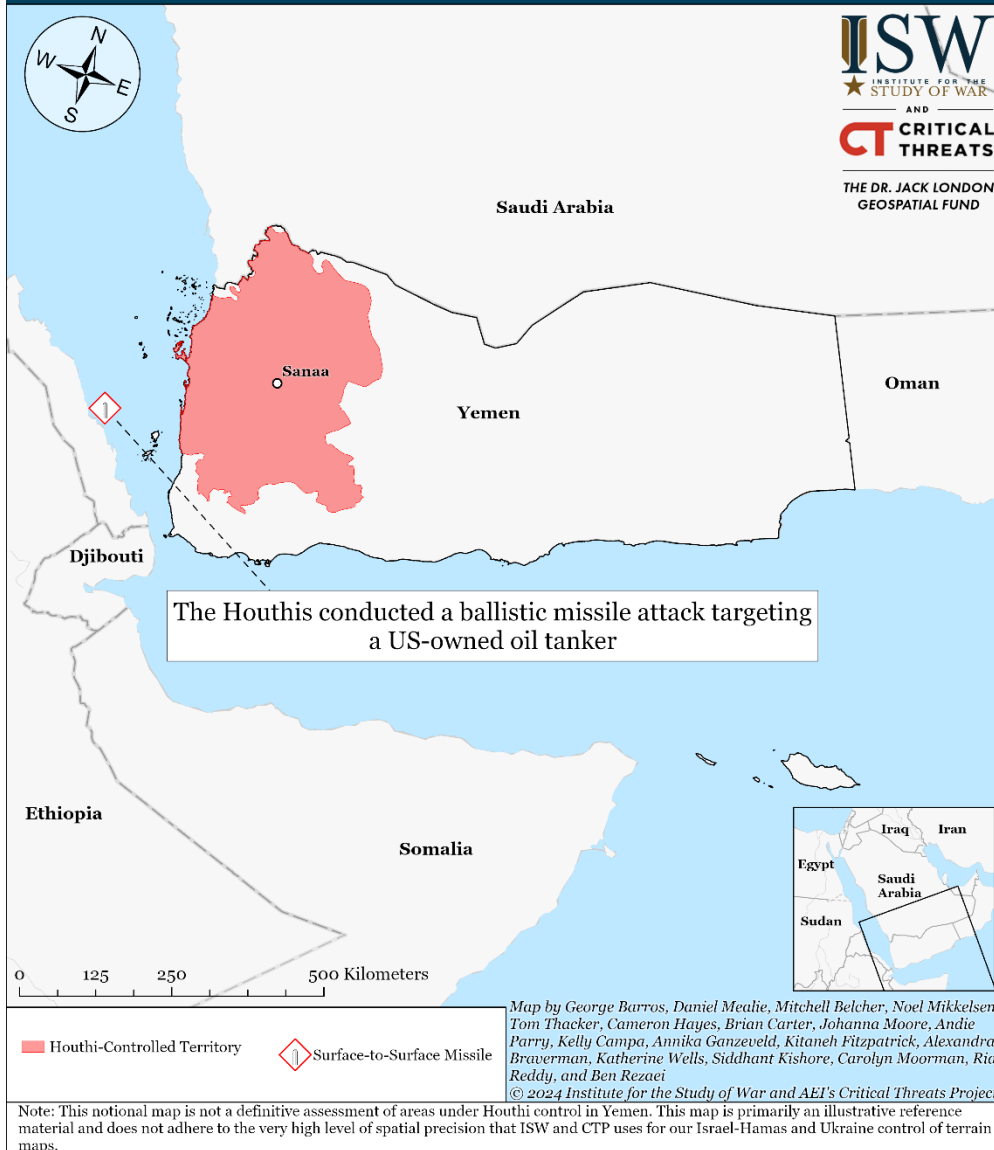 N
W
E
S
ISW
INSTITUTE FOR THE
STUDY OF WAR
AND
CT CRITICAL
THREATS
THE DR. JACK LONDON
GEOSPATIAL FUND
Saudi Arabia
Sanaa
Oman
Yemen
Djibouti
The Houthis conducted a ballistic missile attack targeting
a US-owned oil tanker
Ethiopia
Somalia
Iraq
Iran
Egypt
Saudi
Arabia
Sudan
0 125 250 500 Kilometers
Houthi-Controlled Territory
Surface-to-Surface Missile
Map by George Barros, Daniel Mealie, Mitchell Belcher, Noel Mikkelsen
Tom Thacker, Cameron Hayes, Brian Carter, Johanna Moore, Andie
Parry, Kelly Campa, Annika Ganzeveld, Kitaneh Fitzpatrick, Alexandra
Braverman, Katherine Wells, Siddhant Kishore, Carolyn Moorman, Ria
Reddy, and Ben Rezaei
© 2024 Institute for the Study of War and AEI's Critical Threats Projec
Note: This notional map is not a definitive assessment of areas under Houthi control in Yemen. This map is primarily an illustrative reference
material and does not adhere to the very high level of spatial precision that ISW and CTP uses for our Israel-Hamas and Ukraine control of terrain
maps.